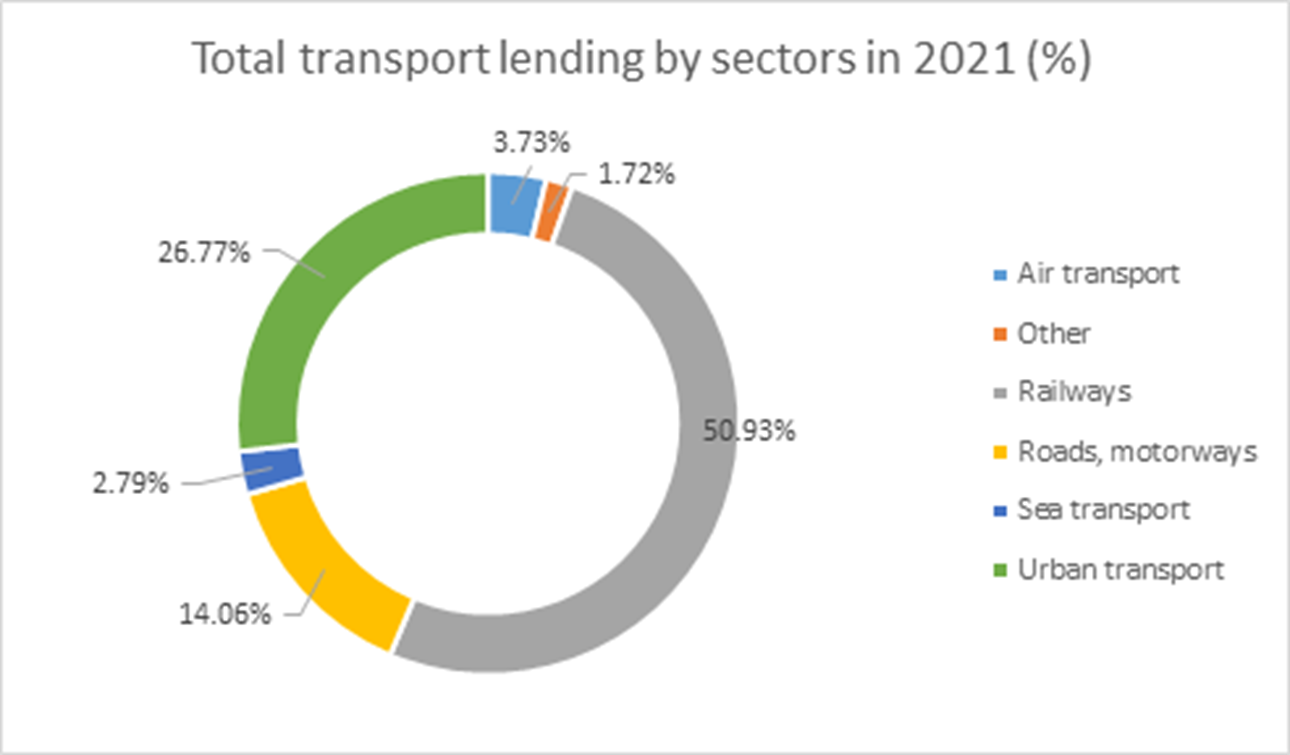 Total transport lending by sectors in 2021 (%)
3.73%
1.72%
26.77%
50.93%
2.79%
14.06%
Air transport
Other
Railways
Roads, motorways
Sea transport
Urban transport